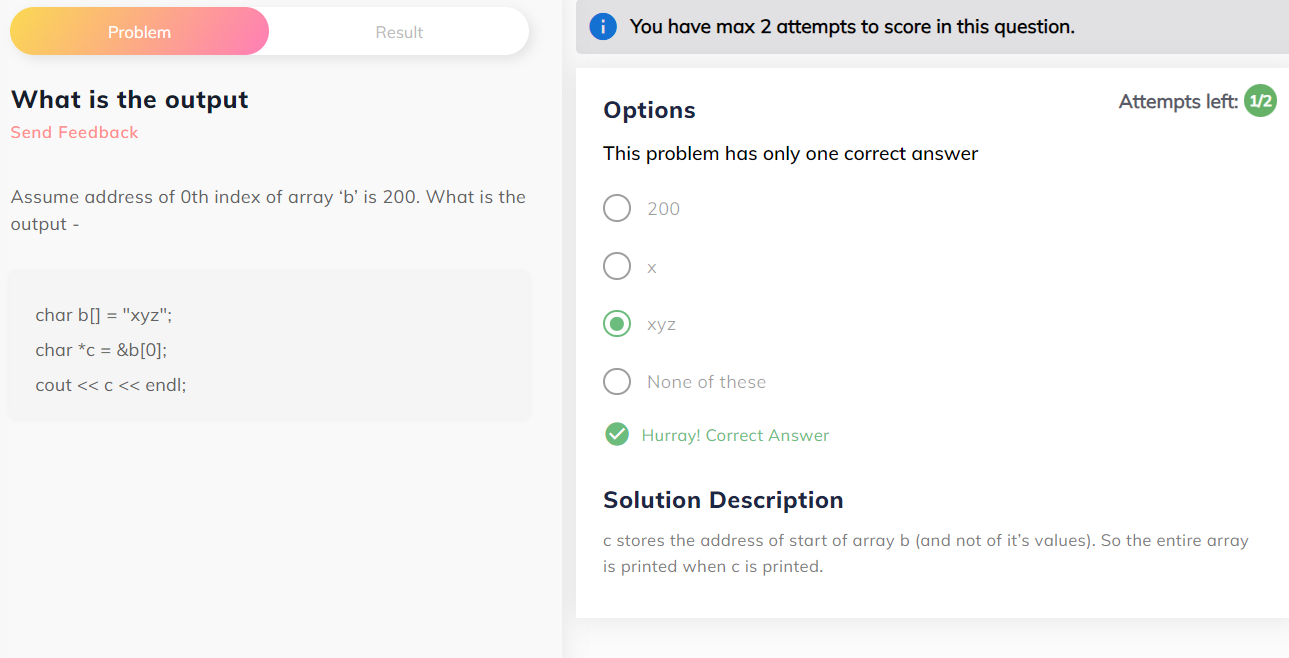 Problem
Result
What is the output
Send Feedback
Assume address of 0th index of array ‘b’ is 200. What is the
output -
char b[] = "xyz";
char *c = &b[0];
cout << c << endl;
You have max 2 attempts to score in this question.
Options
Attempts left: 1/2
This problem has only one correct answer
200
x
xyz
None of these
Hurray! Correct Answer
Solution Description
c stores the address of start of array b (and not of it’s values). So the entire array
is printed when c is printed.